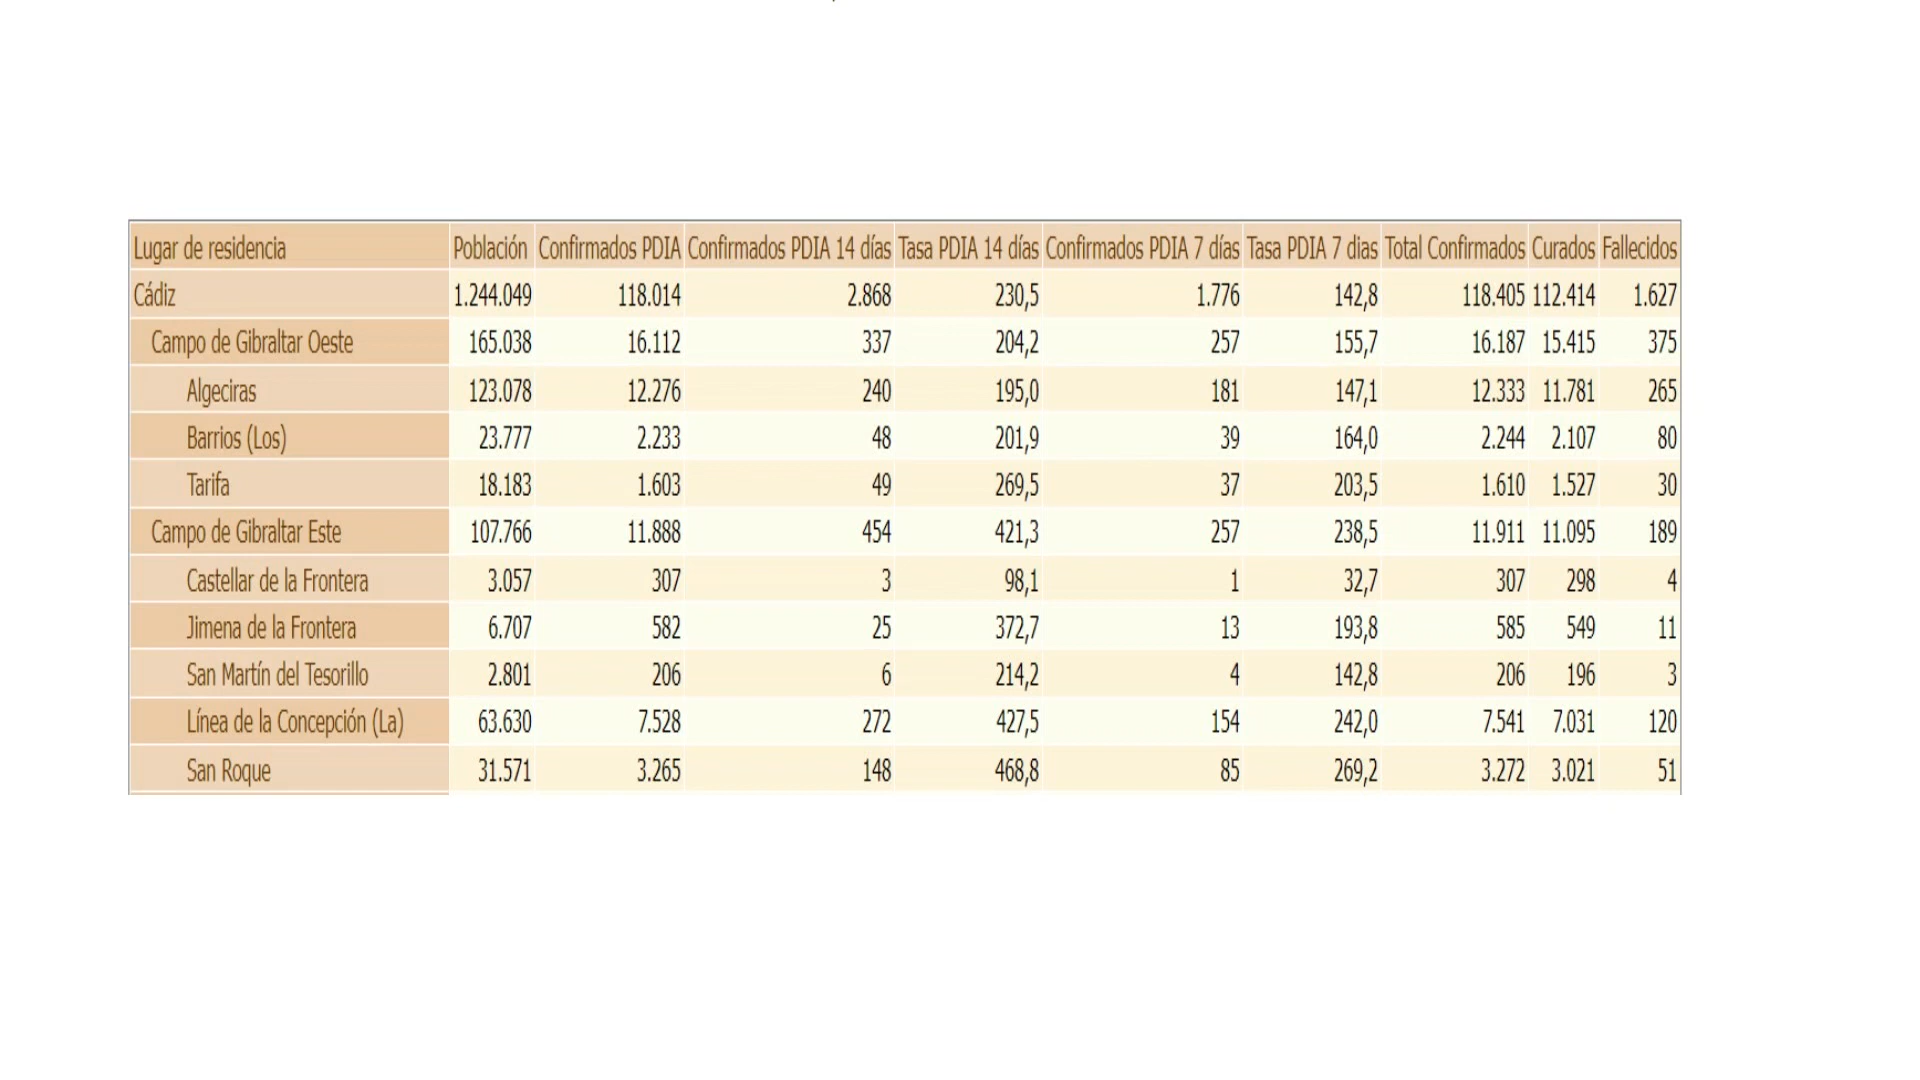 Lugar de residencia Población Confirmados PDIA Confirmados PDIA 14 días Tasa PDIA 14 días Confirmados PDIA 7 días Tasa PDIA 7 dias Total Confirmados Curados Fallecidos
Cádiz 1.244.049 118.014 2.868 230,5 1.776 142,8 118.405 112.414 1.627
Campo de Gibraltar Oeste 165.038 16.112 337 204,2 257 155,7 16.187 15.415 375
Algeciras 123.078 12.276 240 195,0 181 147,1 12.333 11.781 265
Barrios (Los) 23.777 2.233 48 201,9 39 164,0 2.244 2.107 80
Tarifa 18.183 1.603 49 269,5 37 203,5 1.610 1.527 30
Campo de Gibraltar Este 107.766 11.888 454 421,3 257 238,5 11.911 11.095 189
Castellar de la Frontera 3.057 307 3 98,1 1 32,7 307 298 4
Jimena de la Frontera 6.707 582 25 372,7 13 193,8 585 549 11
San Martín del Tesorillo 2.801 206 6 214,2 4 142,8 206 196 3
Línea de la Concepción (La) 63.630 7.528 272 427,5 154 242,0 7.541 7.031 120
San Roque 31.571 3.265 148 468,8 85 269,2 3.272 3.021 51